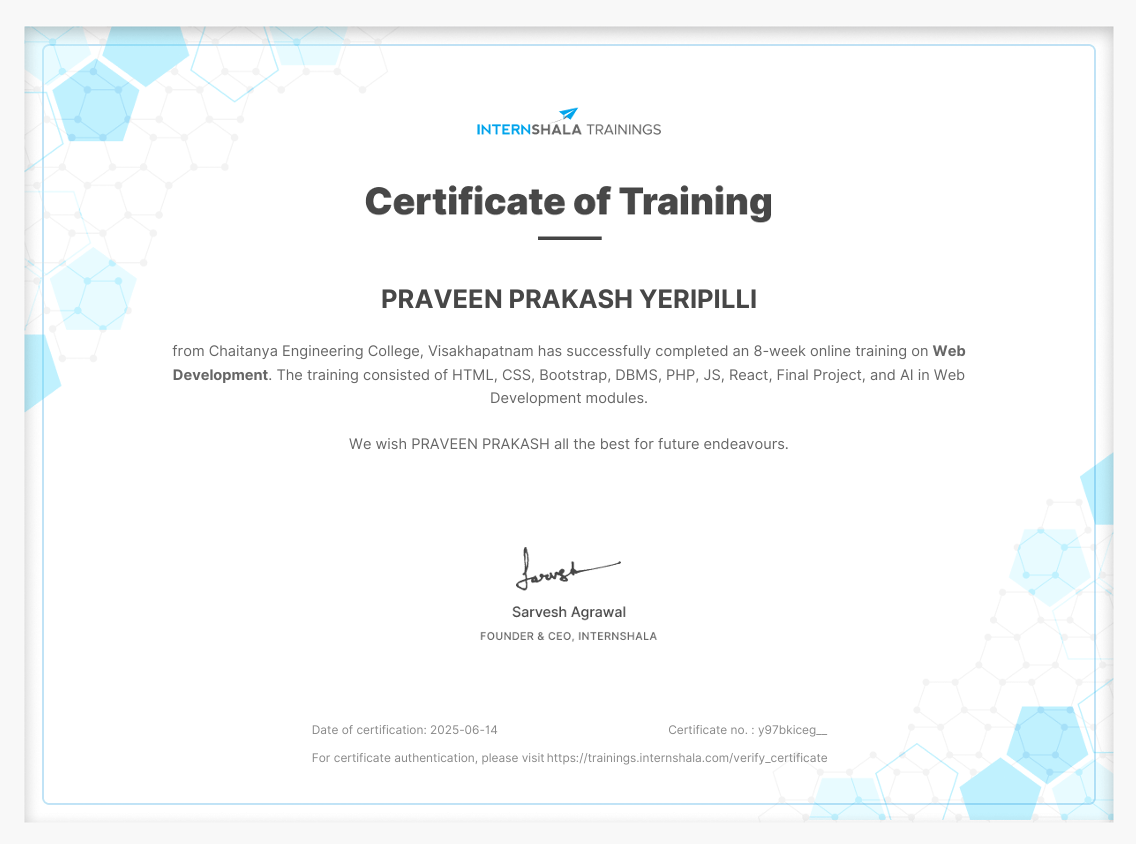 INTERNSHALA TRAININGS
Certificate of Training
PRAVEEN PRAKASH YERIPILLI
from Chaitanya Engineering College, Visakhapatnam has successfully completed an 8-week online training on Web
Development. The training consisted of HTML, CSS, Bootstrap, DBMS, PHP, JS, React, Final Project, and AI in Web
Development modules.
We wish PRAVEEN PRAKASH all the best for future endeavours.
Sarvesh
Sarvesh Agrawal
FOUNDER & CEO, INTERNSHALA
Date of certification: 2025-06-14 Certificate no. : y97bkiceg__
For certificate authentication, please visit https://trainings.internshala.com/verify_certificate